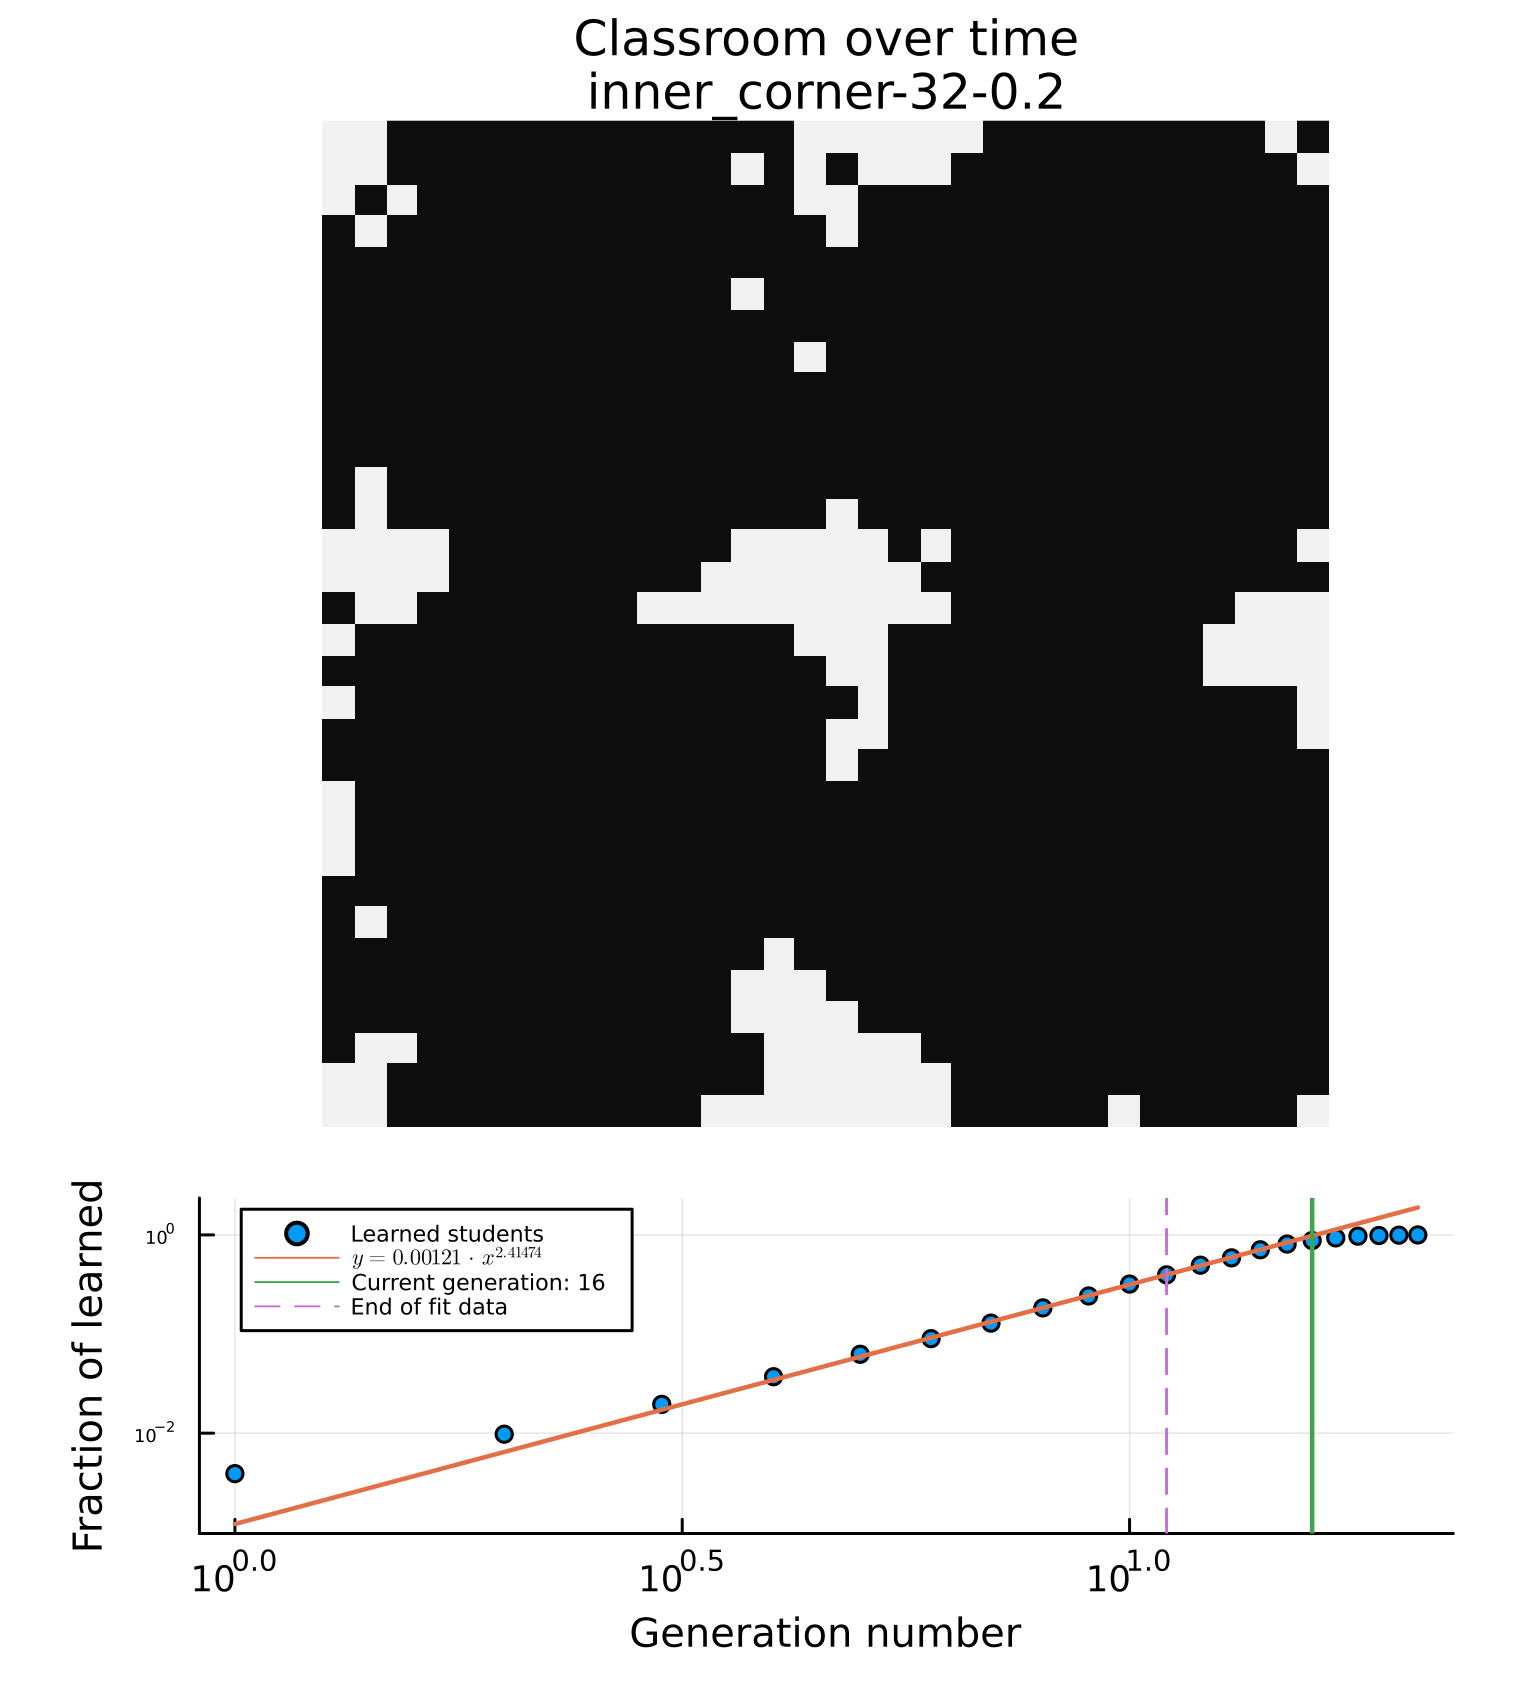 Classroom over time
inner_corner-32-0.2
Fraction of learned
10^0
10^−2
Learned students
y = 0.00121 · x^2.41474
Current generation: 16
End of fit data
10^0.0
10^0.5
10^1.0
Generation number